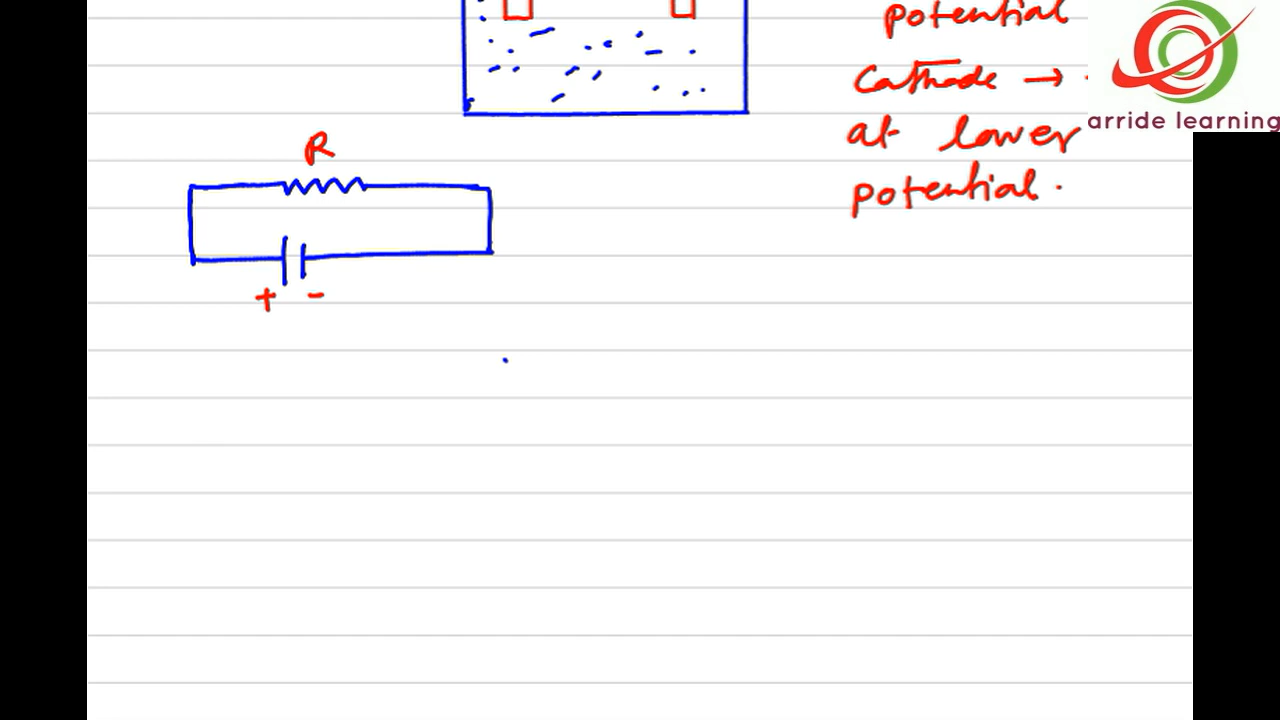 potential
Cathode →
at lower
potential.
arride learning
R
+ -